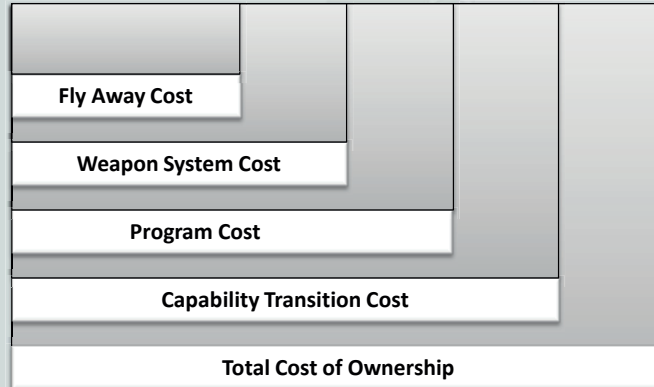 Fly Away Cost
Weapon System Cost
Program Cost
Capability Transition Cost
Total Cost of Ownership